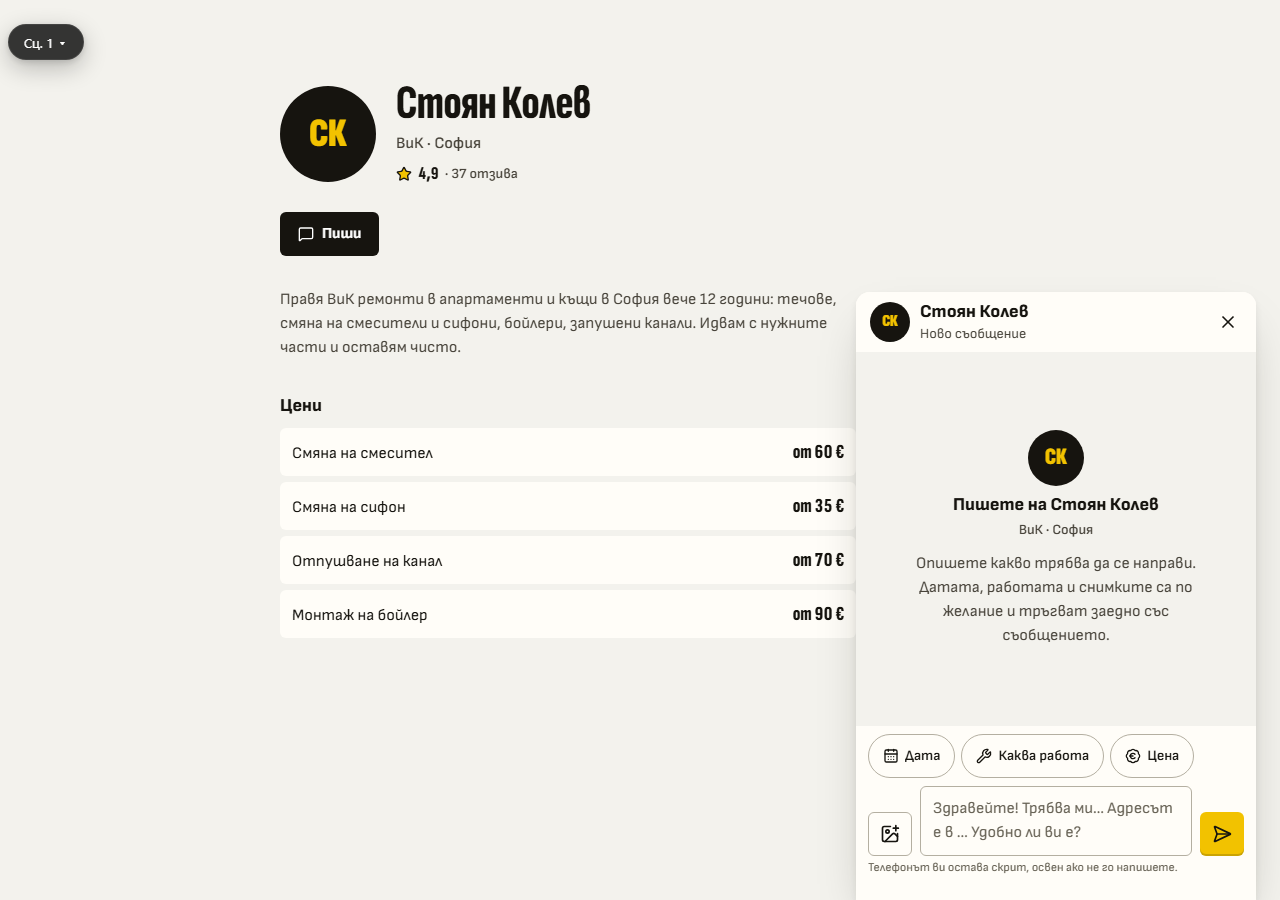 Сц. 1
СК
Стоян Колев
ВиК · София
4,9 · 37 отзива
Пиши
Правя ВиК ремонти в апартаменти и къщи в София вече 12 години: течове,
смяна на смесители и сифони, бойлери, запушени канали. Идвам с нужните
части и оставям чисто.
Цени
Смяна на смесител от 60 €
Смяна на сифон от 35 €
Отпушване на канал от 70 €
Монтаж на бойлер от 90 €
СК
Стоян Колев
Ново съобщение
СК
Пишете на Стоян Колев
ВиК · София
Опишете какво трябва да се направи.
Датата, работата и снимките са по
желание и тръгват заедно със
съобщението.
Дата Каква работа Цена
Здравейте! Трябва ми... Адресът
е в ... Удобно ли ви е?
Телефонът ви остава скрит, освен ако не го напишете.